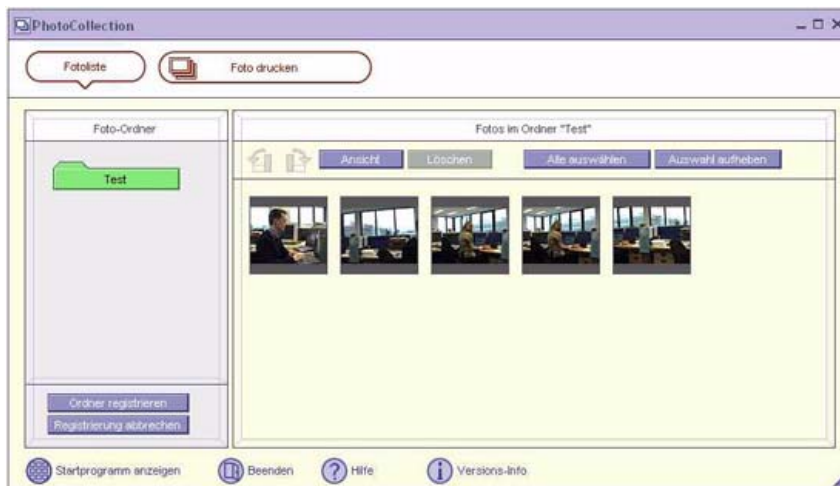 PhotoCollection
Fotoliste
Foto drucken
Foto-Ordner
Test
Ordner registrieren
Registrierung abbrechen
Fotos im Ordner "Test"
Ansicht
Löschen
Alle auswählen
Auswahl aufheben
Startprogramm anzeigen
Beenden
Hilfe
Versions-Info